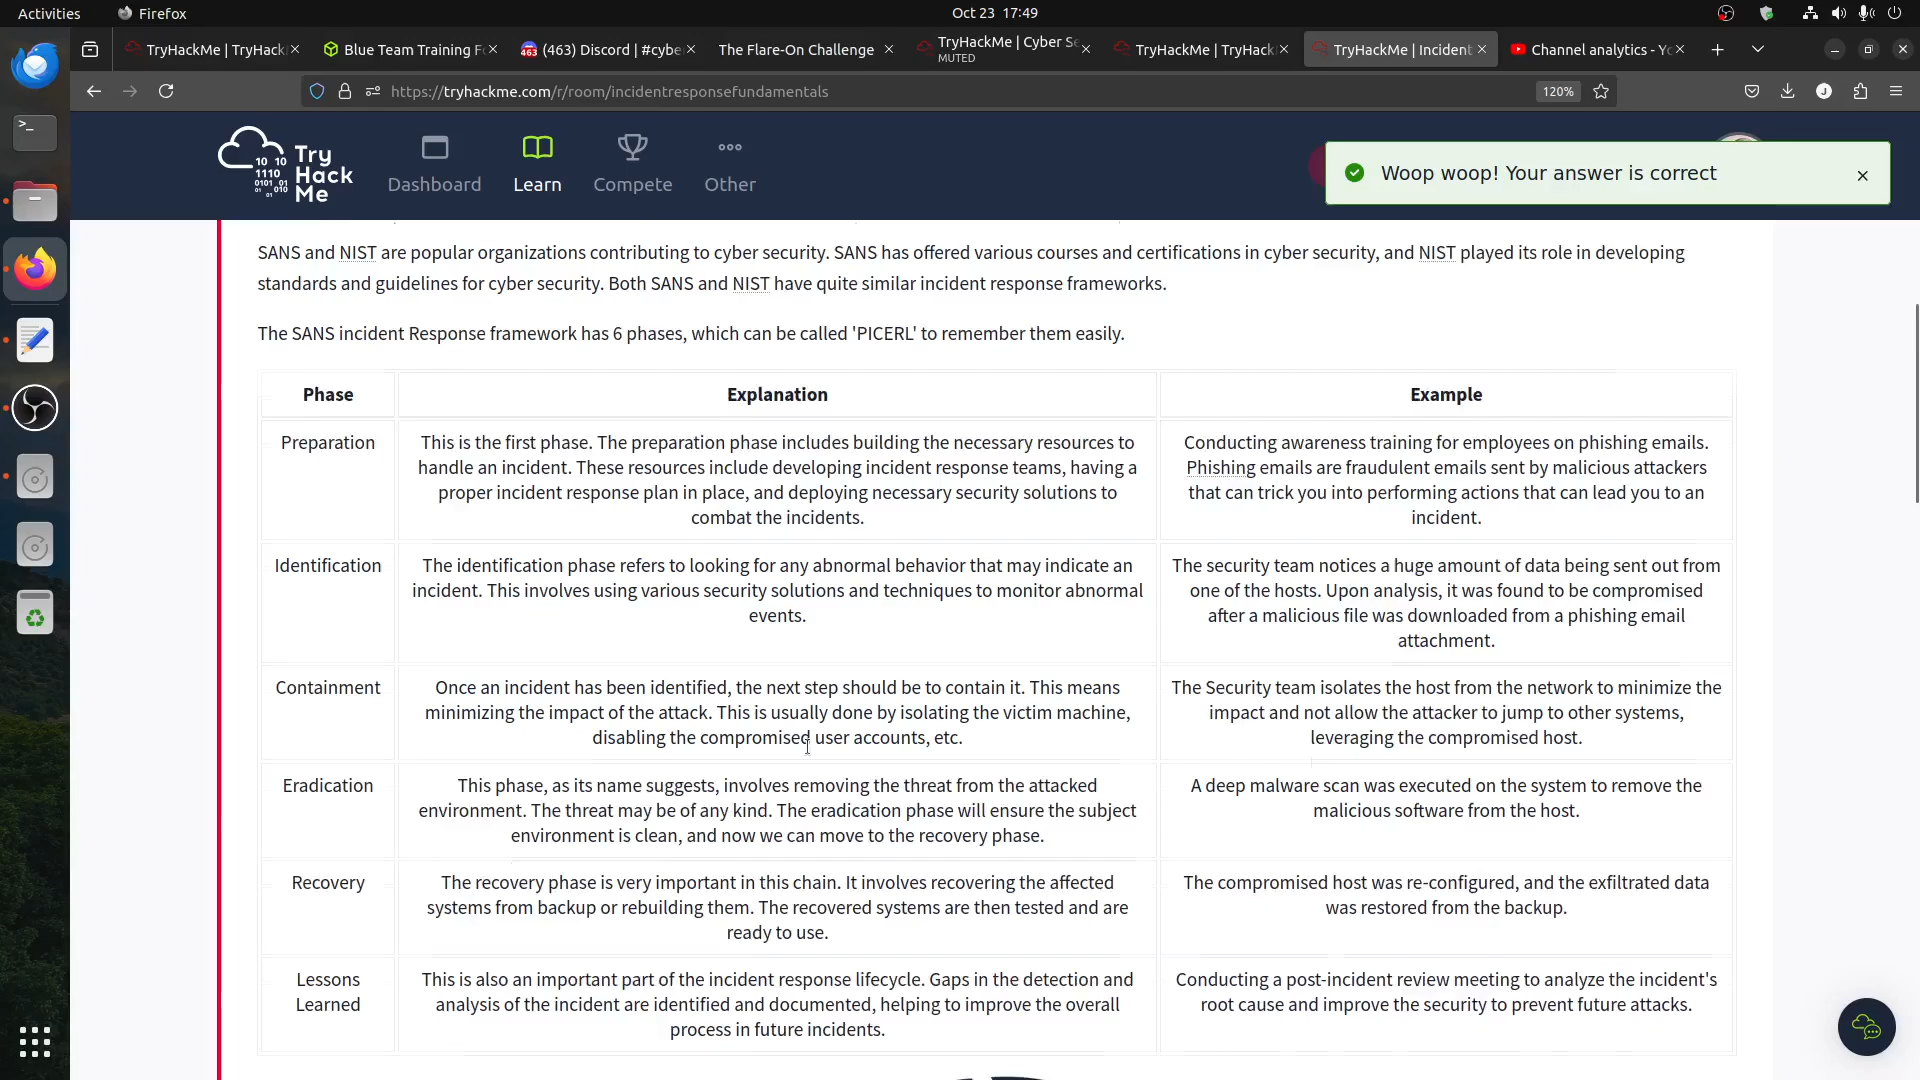 Activities
Firefox
Oct 23  17:49
TryHackMe | TryHack
Blue Team Training Fo
(463) Discord | #cyber
The Flare-On Challenge
TryHackMe | Cyber Se
MUTED
TryHackMe | TryHack
TryHackMe | Incident
Channel analytics - Yo
https://tryhackme.com/r/room/incidentresponsefundamentals
120%
J
Try
Hack
Me
Dashboard
Learn
Compete
Other
Woop woop! Your answer is correct
SANS and NIST are popular organizations contributing to cyber security. SANS has offered various courses and certifications in cyber security, and NIST played its role in developing
standards and guidelines for cyber security. Both SANS and NIST have quite similar incident response frameworks.
The SANS incident Response framework has 6 phases, which can be called 'PICERL' to remember them easily.
Phase
Explanation
Example
Preparation
This is the first phase. The preparation phase includes building the necessary resources to
handle an incident. These resources include developing incident response teams, having a
proper incident response plan in place, and deploying necessary security solutions to
combat the incidents.
Conducting awareness training for employees on phishing emails.
Phishing emails are fraudulent emails sent by malicious attackers
that can trick you into performing actions that can lead you to an
incident.
Identification
The identification phase refers to looking for any abnormal behavior that may indicate an
incident. This involves using various security solutions and techniques to monitor abnormal
events.
The security team notices a huge amount of data being sent out from
one of the hosts. Upon analysis, it was found to be compromised
after a malicious file was downloaded from a phishing email
attachment.
Containment
Once an incident has been identified, the next step should be to contain it. This means
minimizing the impact of the attack. This is usually done by isolating the victim machine,
disabling the compromised user accounts, etc.
The Security team isolates the host from the network to minimize the
impact and not allow the attacker to jump to other systems,
leveraging the compromised host.
Eradication
This phase, as its name suggests, involves removing the threat from the attacked
environment. The threat may be of any kind. The eradication phase will ensure the subject
environment is clean, and now we can move to the recovery phase.
A deep malware scan was executed on the system to remove the
malicious software from the host.
Recovery
The recovery phase is very important in this chain. It involves recovering the affected
systems from backup or rebuilding them. The recovered systems are then tested and are
ready to use.
The compromised host was re-configured, and the exfiltrated data
was restored from the backup.
Lessons
Learned
This is also an important part of the incident response lifecycle. Gaps in the detection and
analysis of the incident are identified and documented, helping to improve the overall
process in future incidents.
Conducting a post-incident review meeting to analyze the incident's
root cause and improve the security to prevent future attacks.